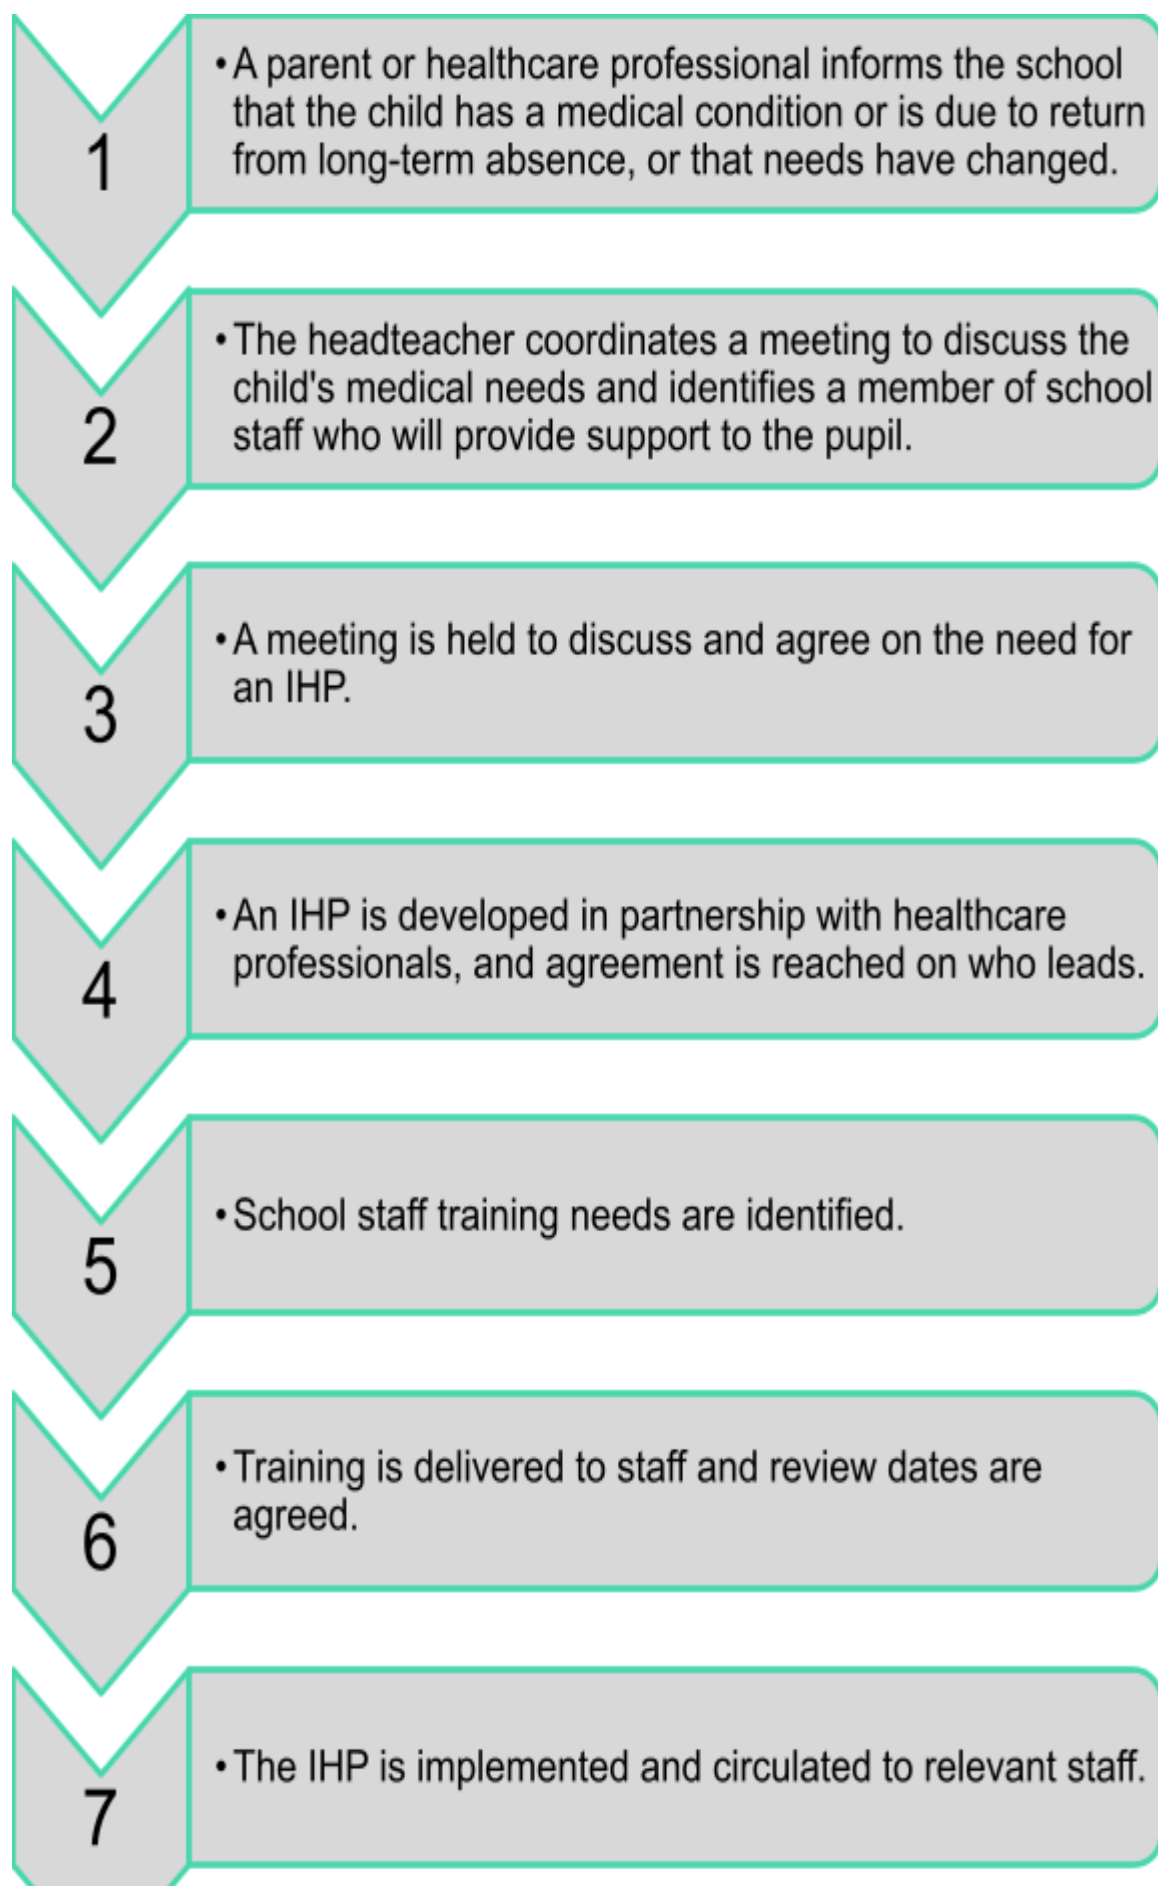 1
• A parent or healthcare professional informs the school
that the child has a medical condition or is due to return
from long-term absence, or that needs have changed.
2
• The headteacher coordinates a meeting to discuss the
child's medical needs and identifies a member of school
staff who will provide support to the pupil.
3
• A meeting is held to discuss and agree on the need for
an IHP.
4
• An IHP is developed in partnership with healthcare
professionals, and agreement is reached on who leads.
5
• School staff training needs are identified.
6
• Training is delivered to staff and review dates are
agreed.
7
• The IHP is implemented and circulated to relevant staff.